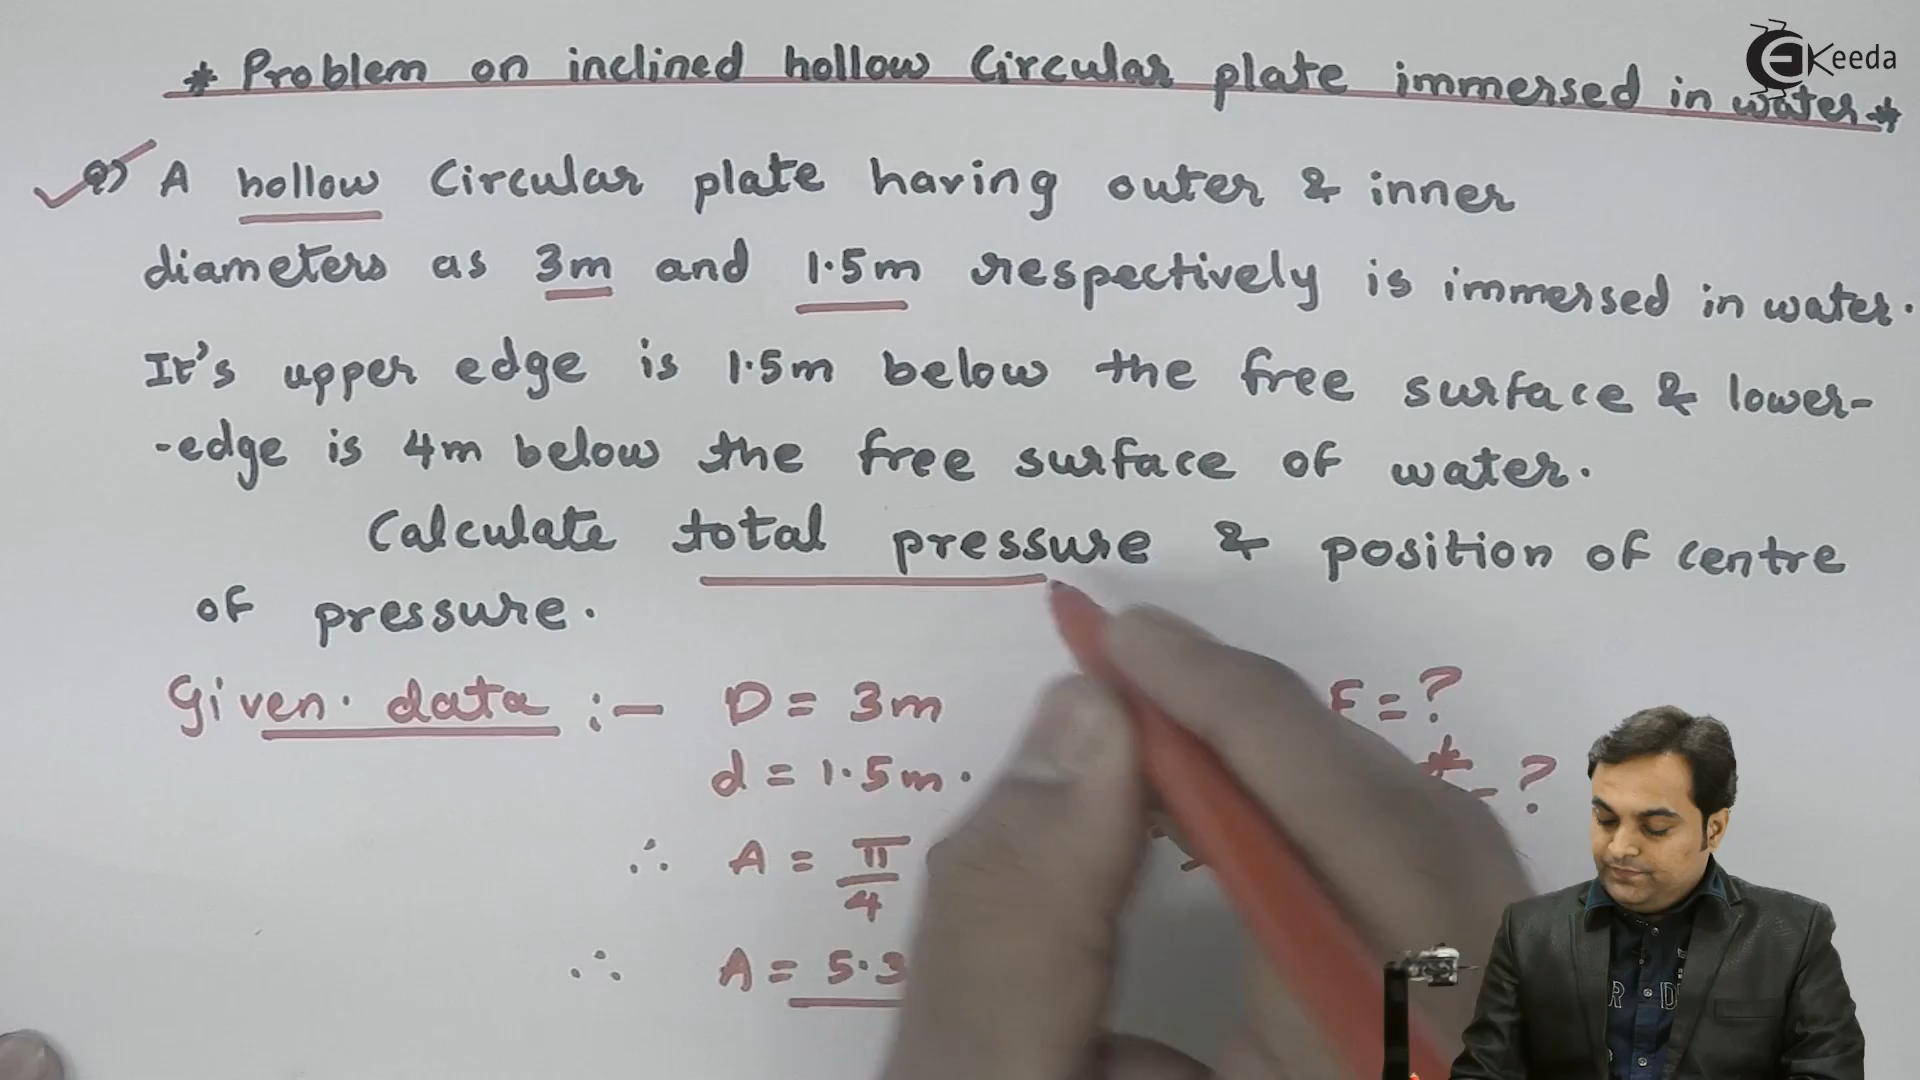 * Problem on inclined hollow Circular plate immersed in water *
Keeda
Q) A hollow Circular plate having outer & inner
diameters as 3m and 1.5m respectively is immersed in water.
It's upper edge is 1.5m below the free surface & lower-
-edge is 4m below the free surface of water.
Calculate total pressure & position of centre
of pressure.
Given data :- D = 3m F = ?
d = 1.5m. * = ?
∴ A = π/4
∴ A = 5.3